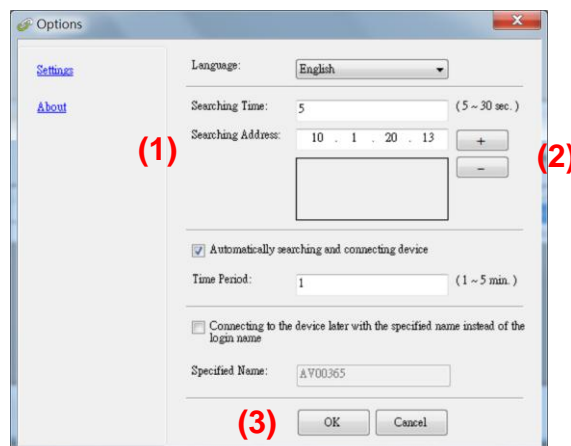 Options
Settings
About
Language: English
Searching Time: 5 (5 ~ 30 sec.)
(1) Searching Address: 10 . 1 . 20 . 13 + (2)
−
Automatically searching and connecting device
Time Period: 1 (1 ~ 5 min.)
Connecting to the device later with the specified name instead of the
login name
Specified Name: AV00365
(3) OK Cancel